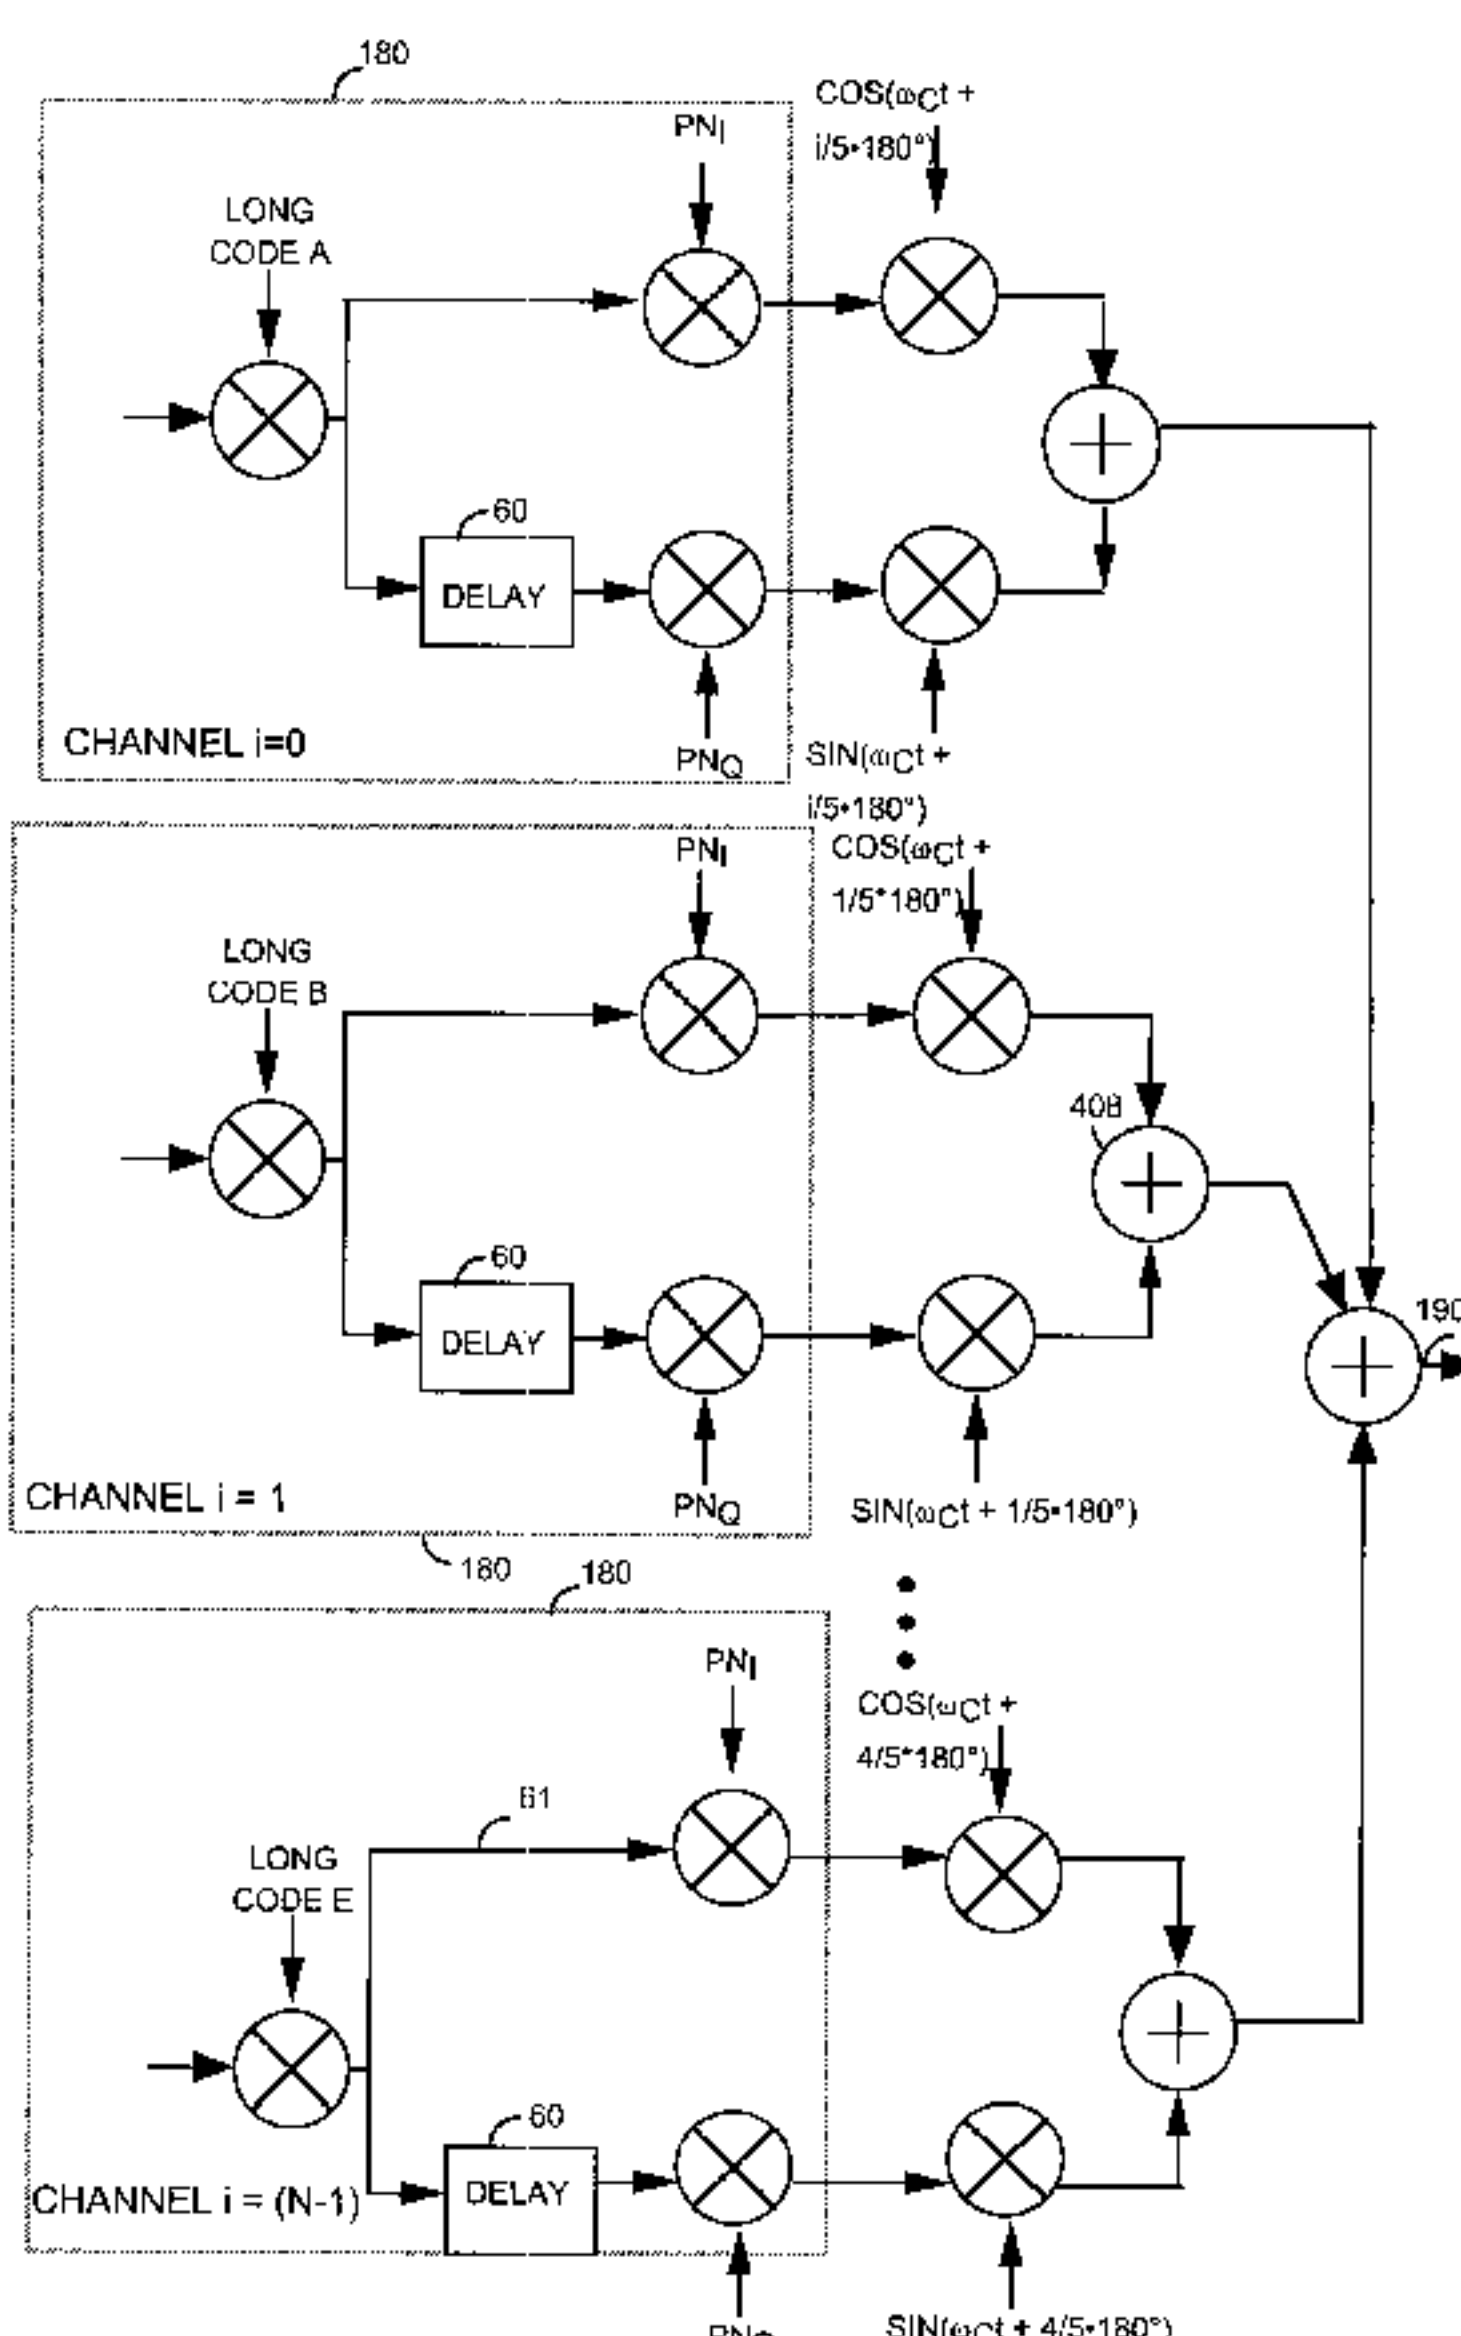 180
COS(ωCt +
i/5•180°)
PNI
LONG
CODE A
60
DELAY
CHANNEL i=0
PNQ
SIN(ωCt +
i/5•180°)
PNI
COS(ωCt +
1/5*180°)
LONG
CODE B
408
60
DELAY
190
CHANNEL i = 1
PNQ
SIN(ωCt + 1/5•180°)
180
180
PNI
COS(ωCt +
4/5*180°)
61
LONG
CODE E
60
DELAY
CHANNEL i = (N-1)
SIN(ωCt + 4/5•180°)